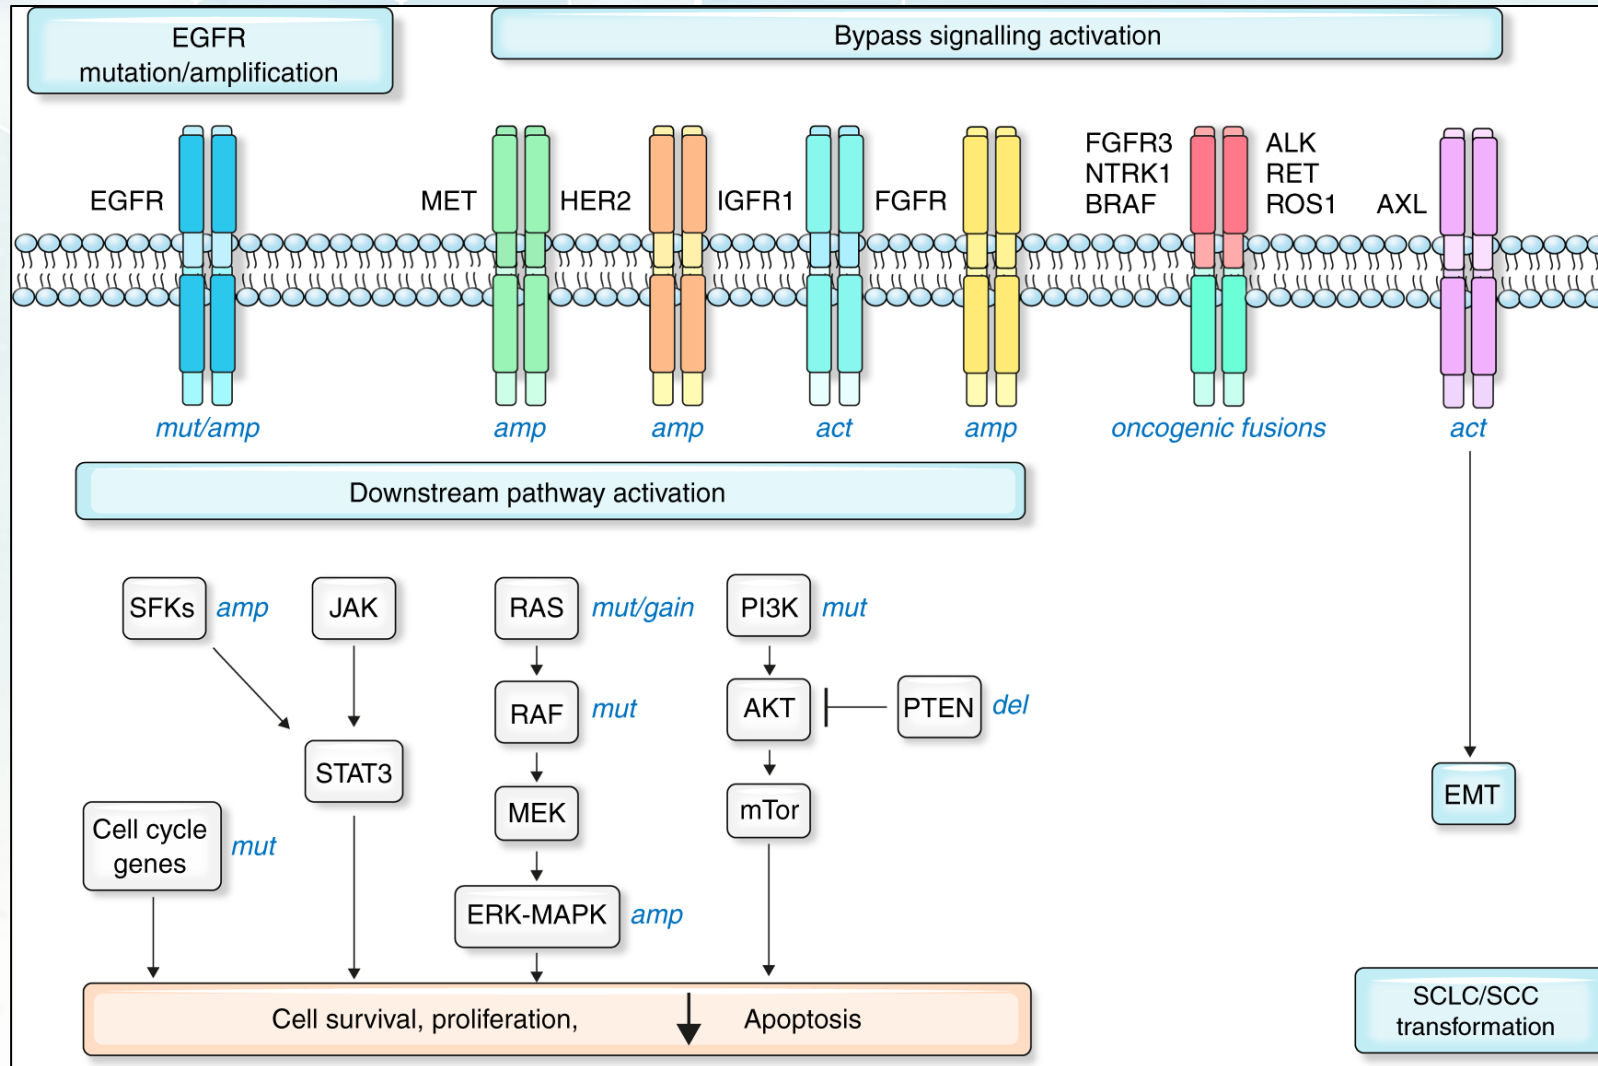 EGFR
mutation/amplification
Bypass signalling activation
EGFR
MET
HER2
IGFR1
FGFR
FGFR3
NTRK1
BRAF
ALK
RET
ROS1
AXL
mut/amp
amp
amp
act
amp
oncogenic fusions
act
Downstream pathway activation
SFKs
amp
JAK
RAS
mut/gain
PI3K
mut
RAF
mut
AKT
PTEN
del
STAT3
MEK
mTor
EMT
Cell cycle
genes
mut
ERK-MAPK
amp
Cell survival, proliferation,
Apoptosis
SCLC/SCC
transformation